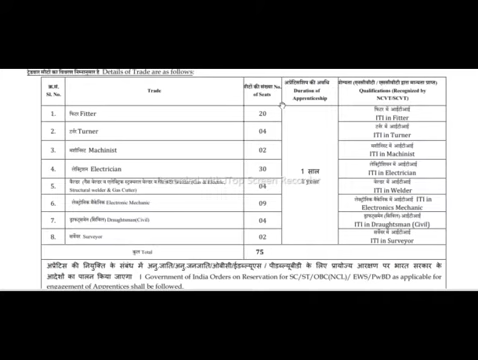 ट्रेडवार सीटों का विवरण निम्नानुसार है Details of Trade are as follows:
क्र.सं. Sl. No. | Trade | सीटों की संख्या No. of Seats | अप्रेंटिसशिप की अवधि Duration of Apprenticeship | Qualifications (Recognized by NCVT/SCVT)
1. फिटर Fitter 20 फिटर में आईटीआई ITI in Fitter
2. टर्नर Turner 04 टर्नर में आईटीआई ITI in Turner
3. मशीनिस्ट Machinist 02 मशीनिस्ट में आईटीआई ITI in Machinist
4. इलेक्ट्रीशियन Electrician 30 1 साल इलेक्ट्रीशियन में आईटीआई ITI in Electrician
5. Structural welder & Gas Cutter) 04 वेल्डर में आईटीआई ITI in Welder
6. इलेक्ट्रॉनिक मैकेनिक Electronic Mechanic 09 इलेक्ट्रॉनिक मैकेनिक में आईटीआई ITI in Electronics Mechanic
7. ड्राफ्ट्समैन (सिविल) Draughtsman(Civil) 04 ड्राफ्ट्समैन (सिविल) में आईटीआई ITI in Draughtsman (Civil)
8. सर्वेयर Surveyor 02 सर्वेयर में आईटीआई ITI in Surveyor
कुल Total 75
अप्रेंटिस की नियुक्ति के संबंध में अनु.जाति/अनु.जनजाति/ओबीसी/ईडब्ल्यूएस / पीडब्ल्यूबीडी के लिए प्रायोज्य आरक्षण पर भारत सरकार के
आदेशों का पालन किया जाएगा । Government of India Orders on Reservation for SC/ST/OBC(NCL)/ EWS/PwBD as applicable for
engagement of Apprentices shall be followed.